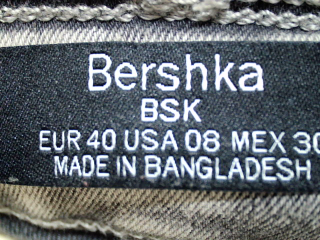 Bershka
BSK
EUR 40 USA 08 MEX 30
MADE IN BANGLADESH